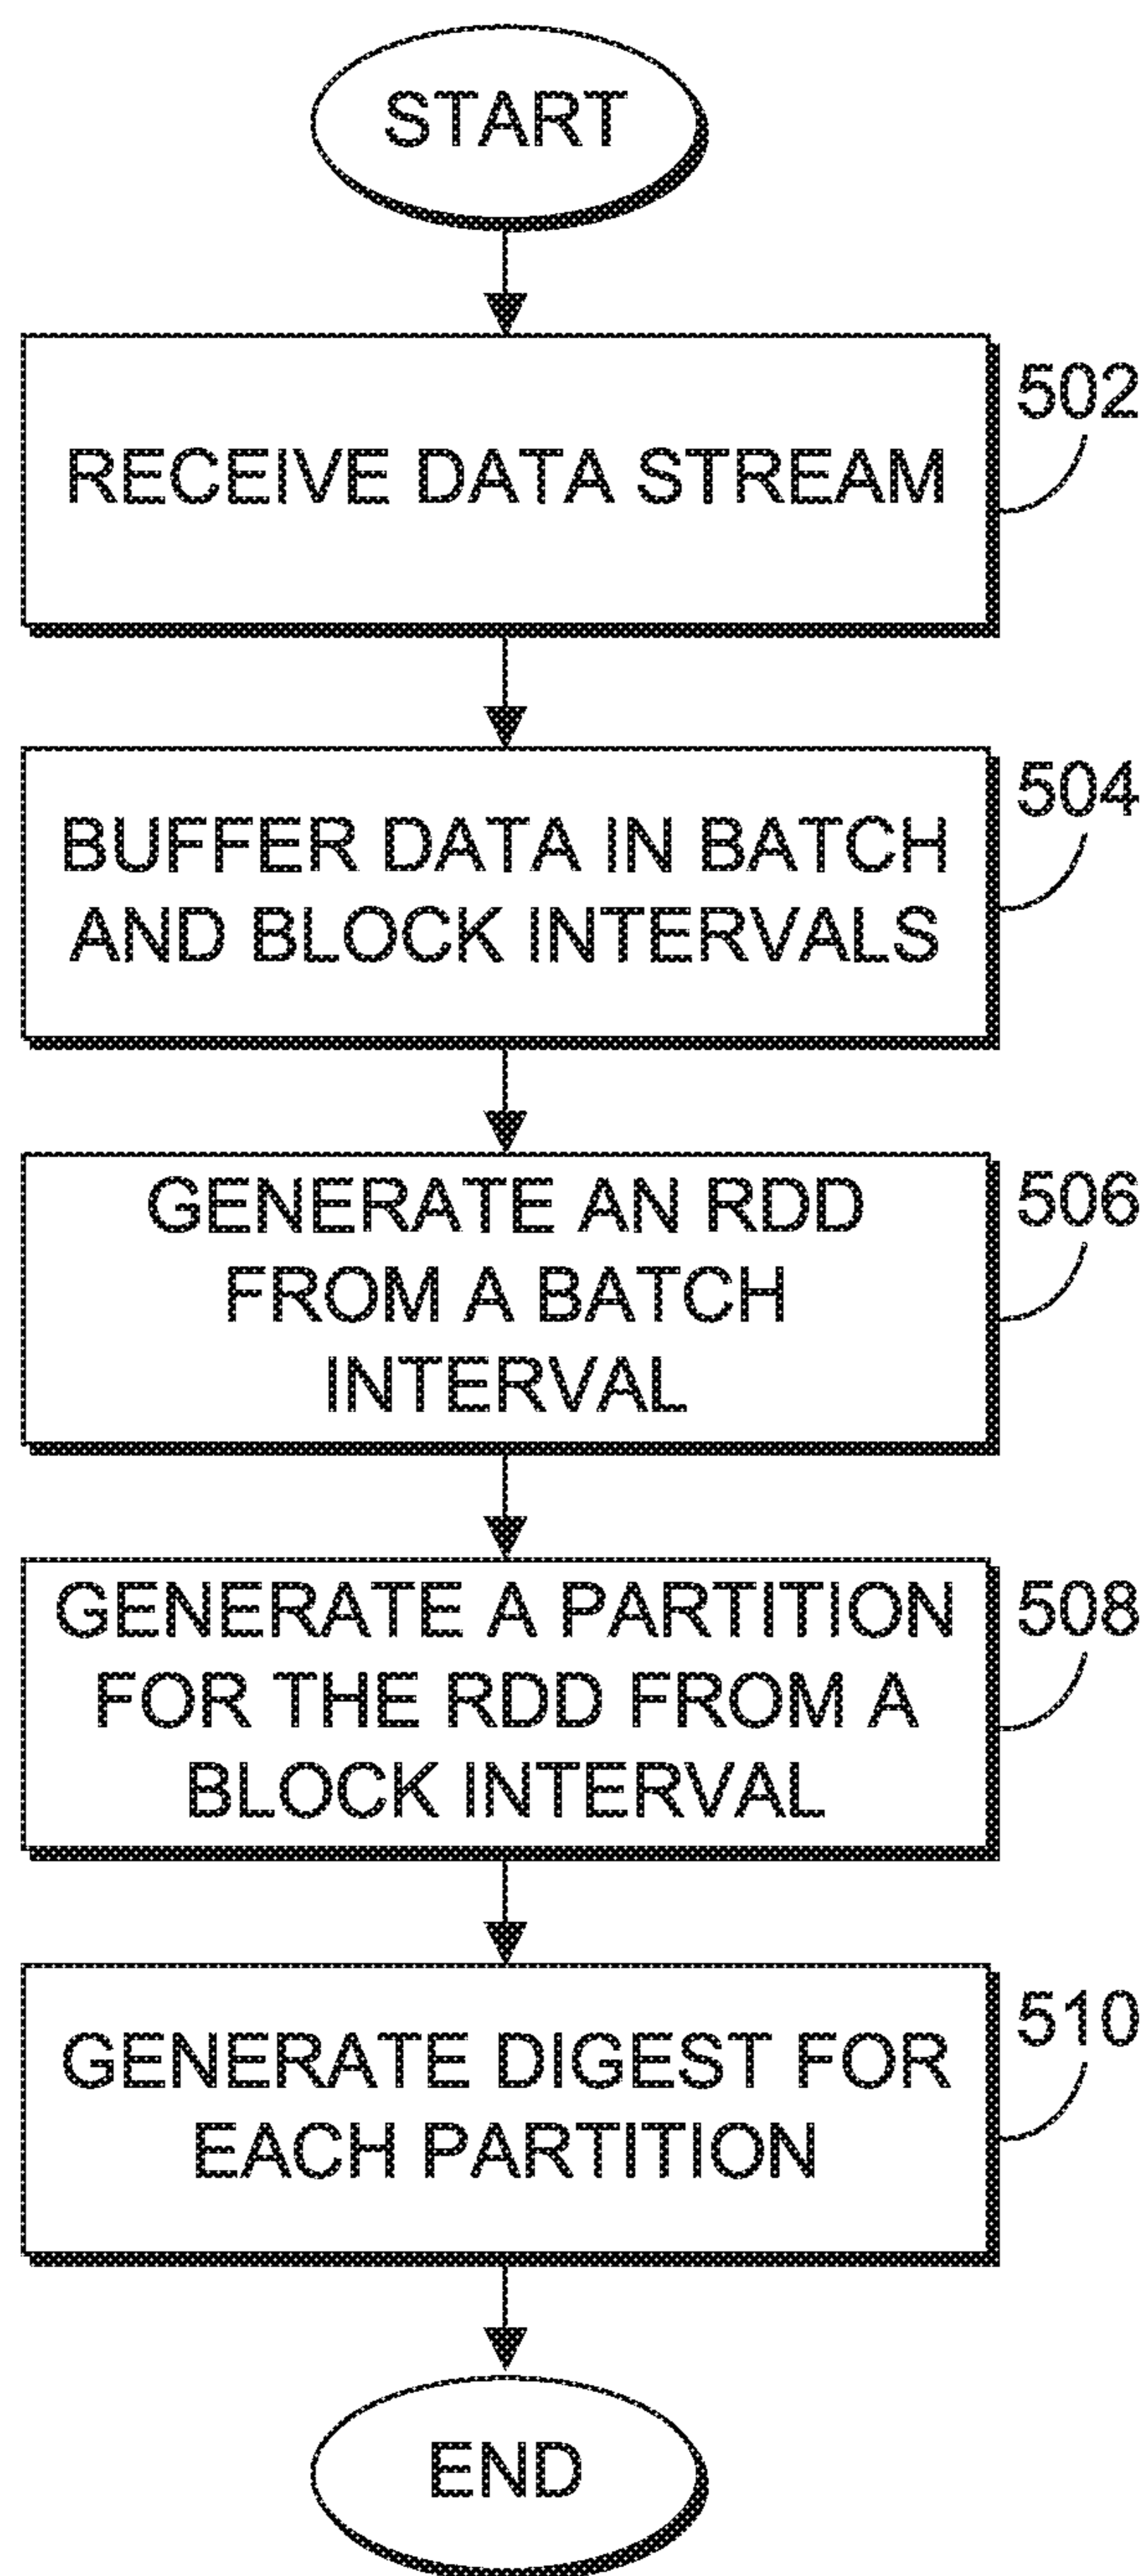 START
RECEIVE DATA STREAM
502
BUFFER DATA IN BATCH
AND BLOCK INTERVALS
504
GENERATE AN RDD
FROM A BATCH
INTERVAL
506
GENERATE A PARTITION
FOR THE RDD FROM A
BLOCK INTERVAL
508
GENERATE DIGEST FOR
EACH PARTITION
510
END